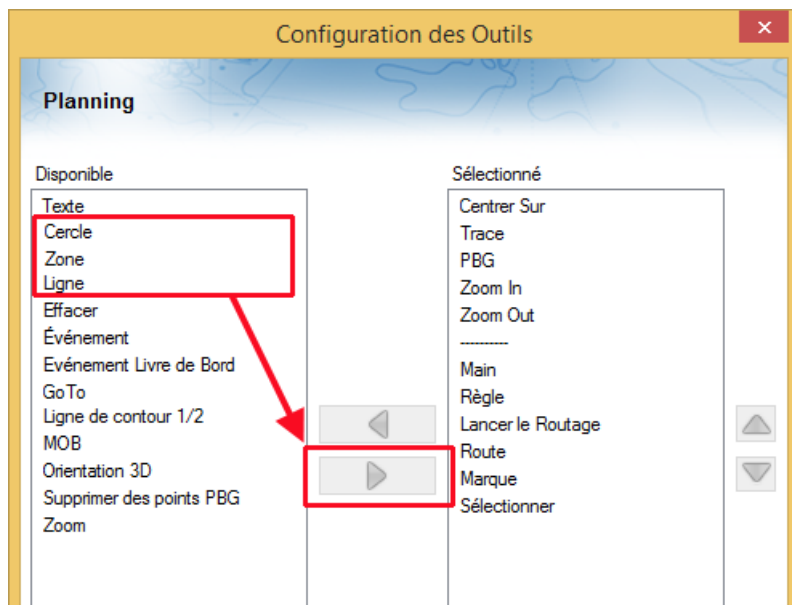 Configuration des Outils
Planning
Disponible
Texte
Cercle
Zone
Ligne
Effacer
Événement
Evénement Livre de Bord
GoTo
Ligne de contour 1/2
MOB
Orientation 3D
Supprimer des points PBG
Zoom
Sélectionné
Centrer Sur
Trace
PBG
Zoom In
Zoom Out
----------
Main
Règle
Lancer le Routage
Route
Marque
Sélectionner